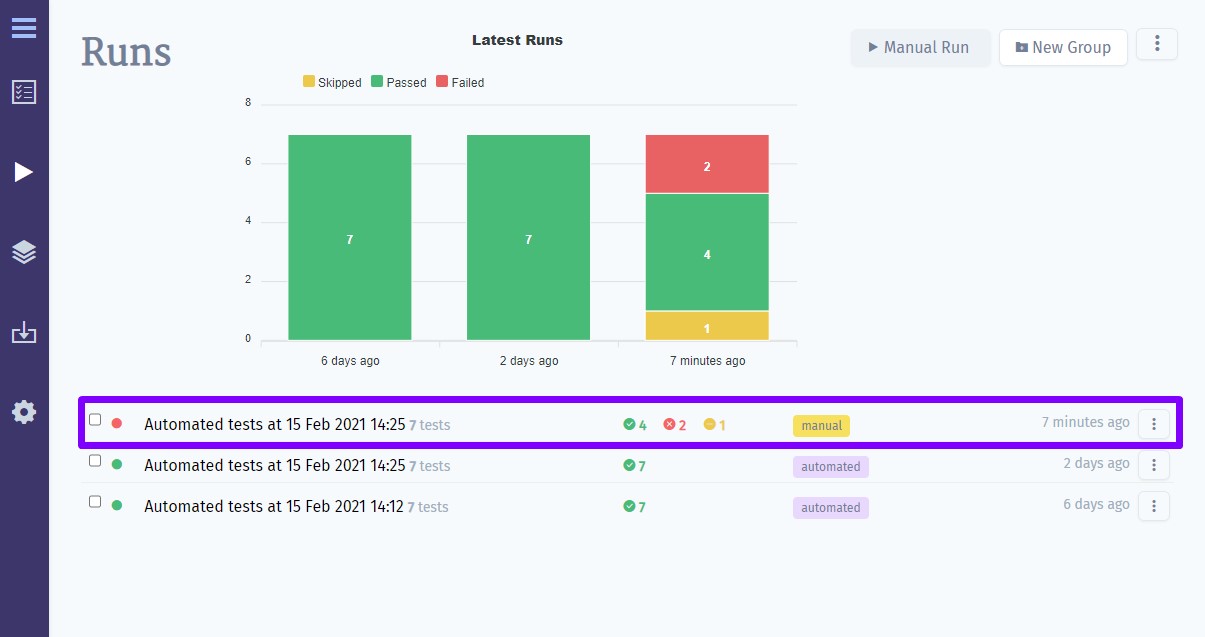 Runs
Latest Runs
Manual Run
New Group
Skipped Passed Failed
8
6
4
2
0
7
7
2
4
1
6 days ago 2 days ago 7 minutes ago
Automated tests at 15 Feb 2021 14:25 7 tests 4 2 1 manual 7 minutes ago
Automated tests at 15 Feb 2021 14:25 7 tests 7 automated 2 days ago
Automated tests at 15 Feb 2021 14:12 7 tests 7 automated 6 days ago